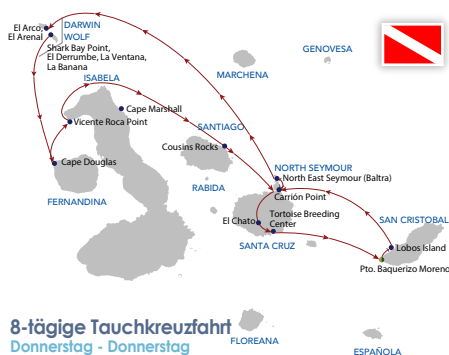 El Arco,
El Arenal
DARWIN
WOLF
Shark Bay Point,
El Derrumbe, La Ventana,
La Banana
GENOVESA
MARCHENA
ISABELA
Cape Marshall
Vicente Roca Point
SANTIAGO
Cousins Rocks
Cape Douglas
NORTH SEYMOUR
North East Seymour (Baltra)
RABIDA
Carrión Point
FERNANDINA
El Chato
Tortoise Breeding
Center
SAN CRISTOBAL
SANTA CRUZ
Lobos Island
Pto. Baquerizo Moreno
8-tägige Tauchkreuzfahrt
Donnerstag - Donnerstag
FLOREANA
ESPAÑOLA